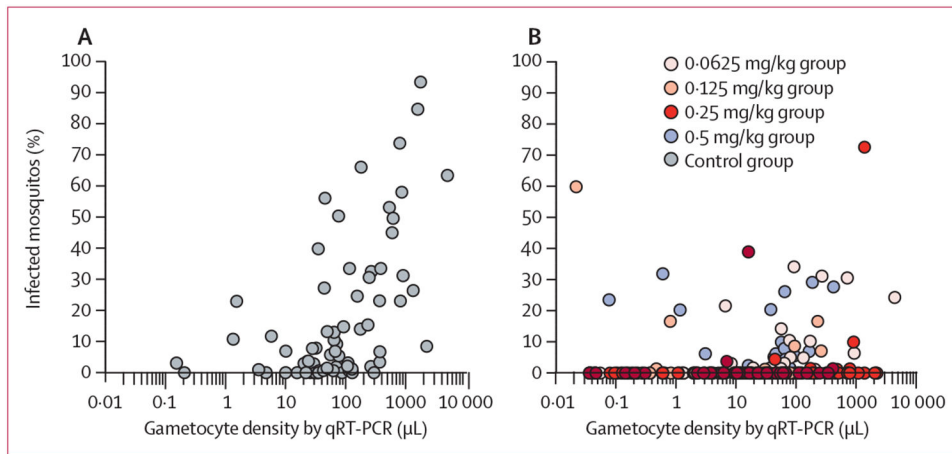 A
B
100
90
80
70
60
50
40
30
20
10
0
Infected mosquitos (%)
0·01 0·1 1 10 100 1000 10 000
Gametocyte density by qRT-PCR (µL)
100
90
80
70
60
50
40
30
20
10
0
0·0625 mg/kg group
0·125 mg/kg group
0·25 mg/kg group
0·5 mg/kg group
Control group
0·01 0·1 1 10 100 1000 10 000
Gametocyte density by qRT-PCR (µL)